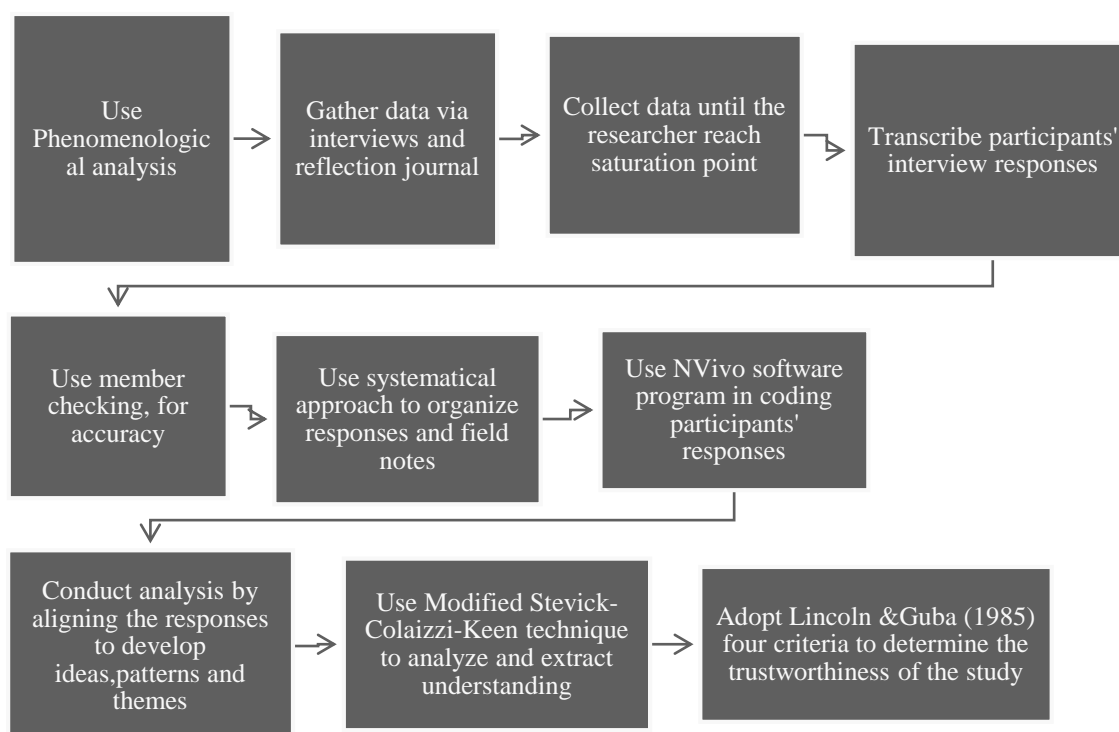 Use
Phenomenologic
al analysis
Gather data via
interviews and
reflection journal
Collect data until the
researcher reach
saturation point
Transcribe participants'
interview responses
Use member
checking, for
accuracy
Use systematical
approach to organize
responses and field
notes
Use NVivo software
program in coding
participants'
responses
Conduct analysis by
aligning the responses
to develop
ideas,patterns and
themes
Use Modified Stevick-
Colaizzi-Keen technique
to analyze and extract
understanding
Adopt Lincoln &Guba (1985)
four criteria to determine the
trustworthiness of the study